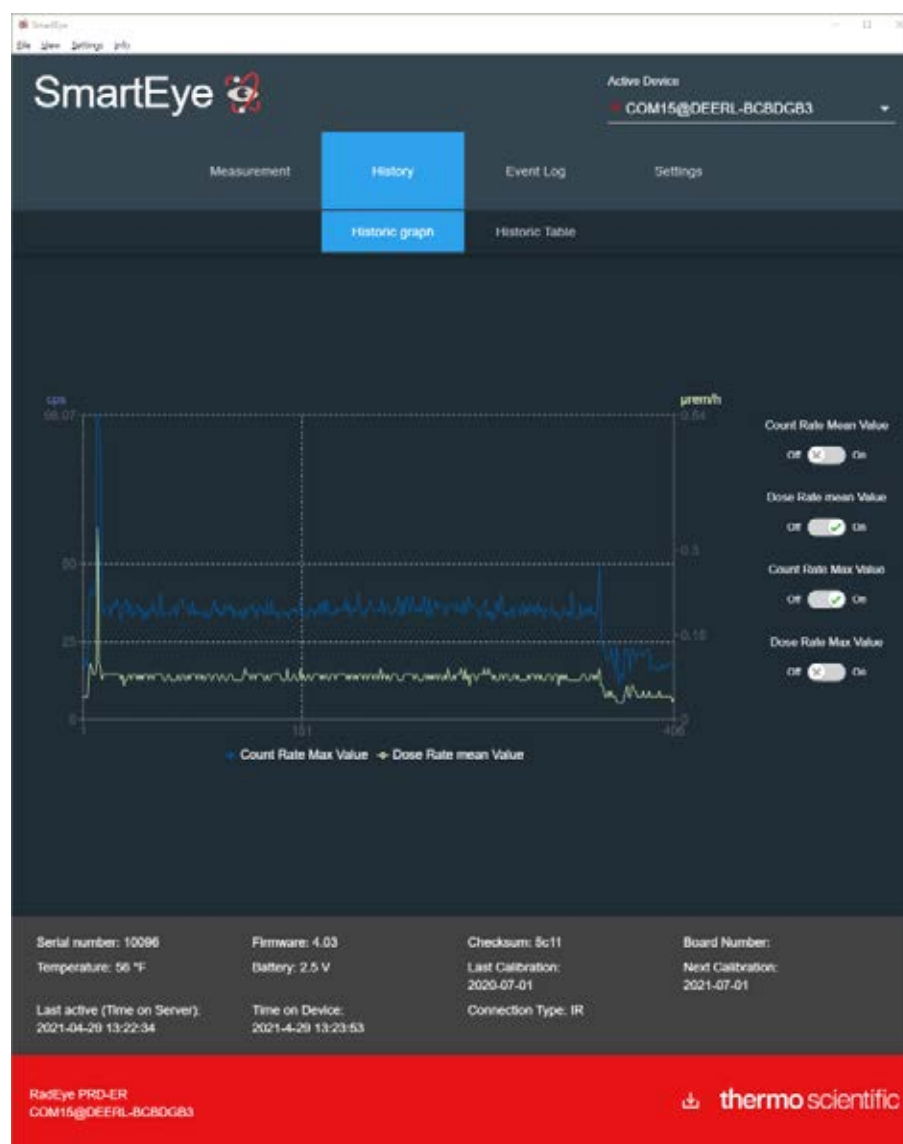 SmartEye
File View Settings Info
SmartEye
Active Device
COM15@DEERL-BCBDGB3
Measurement
History
Event Log
Settings
Historic graph
Historic Table
cps
98.07
50
25
0
1
151
406
µrem/h
0.54
0.3
0.15
0
Count Rate Mean Value
Off On
Dose Rate mean Value
Off On
Count Rate Max Value
Off On
Dose Rate Max Value
Off On
Count Rate Max Value Dose Rate mean Value
Serial number: 10096
Firmware: 4.03
Checksum: 5c11
Board Number:
Temperature: 56 °F
Battery: 2.5 V
Last Calibration:
2020-07-01
Next Calibration:
2021-07-01
Last active (Time on Server):
2021-04-29 13:22:34
Time on Device:
2021-4-29 13:23:53
Connection Type: IR
RadEye PRD-ER
COM15@DEERL-BCBDGB3
thermo scientific